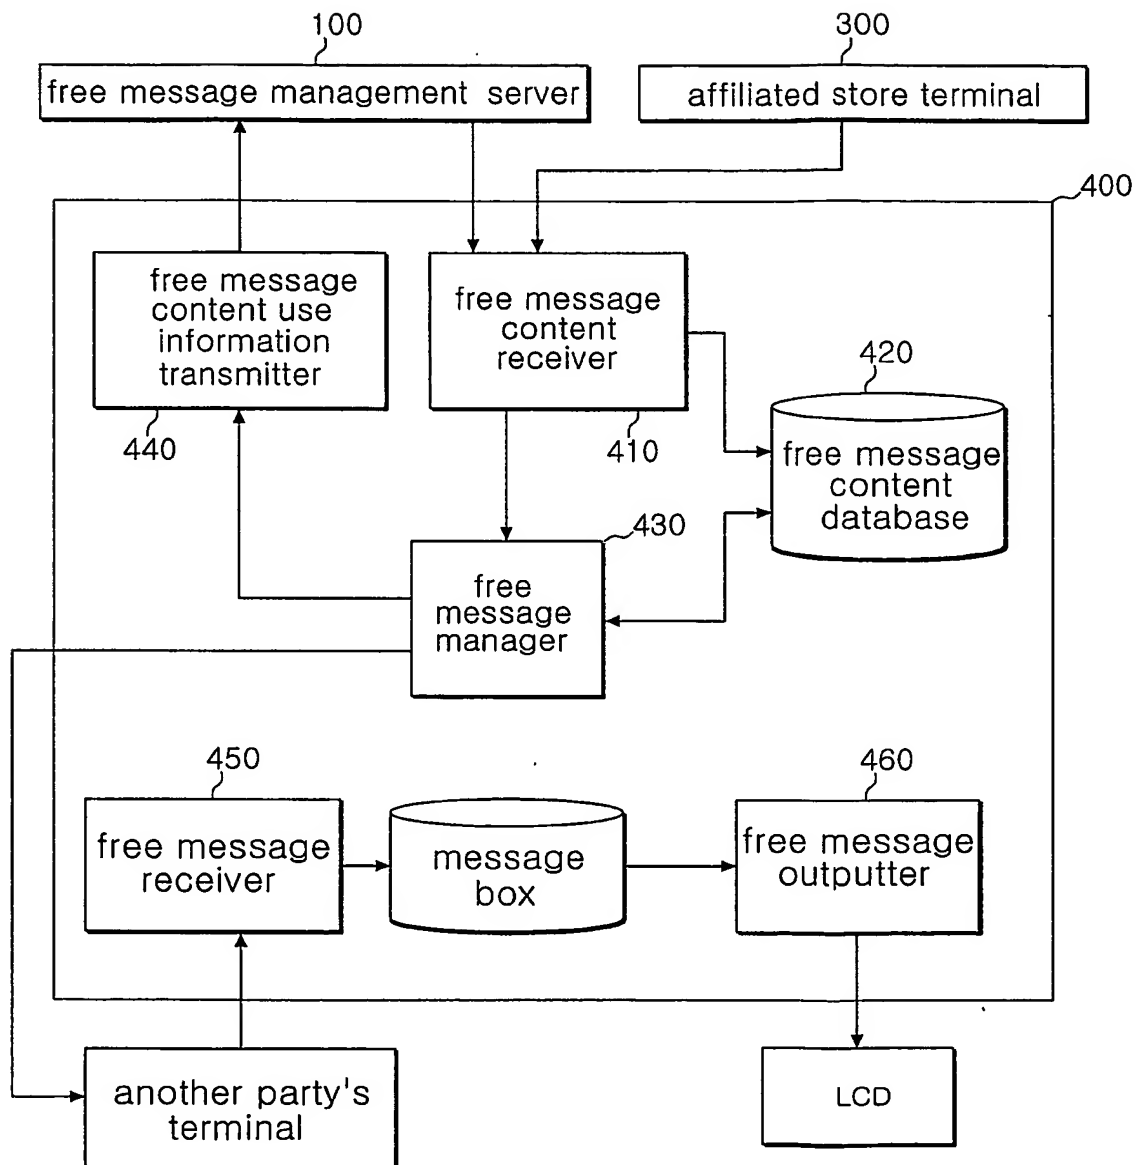 100
300
free message management server
affiliated store terminal
400
free message
content use
information
transmitter
free message
content
receiver
420
440
410
free message
content
database
430
free
message
manager
450
460
free message
receiver
message
box
free message
outputter
another party's
terminal
LCD